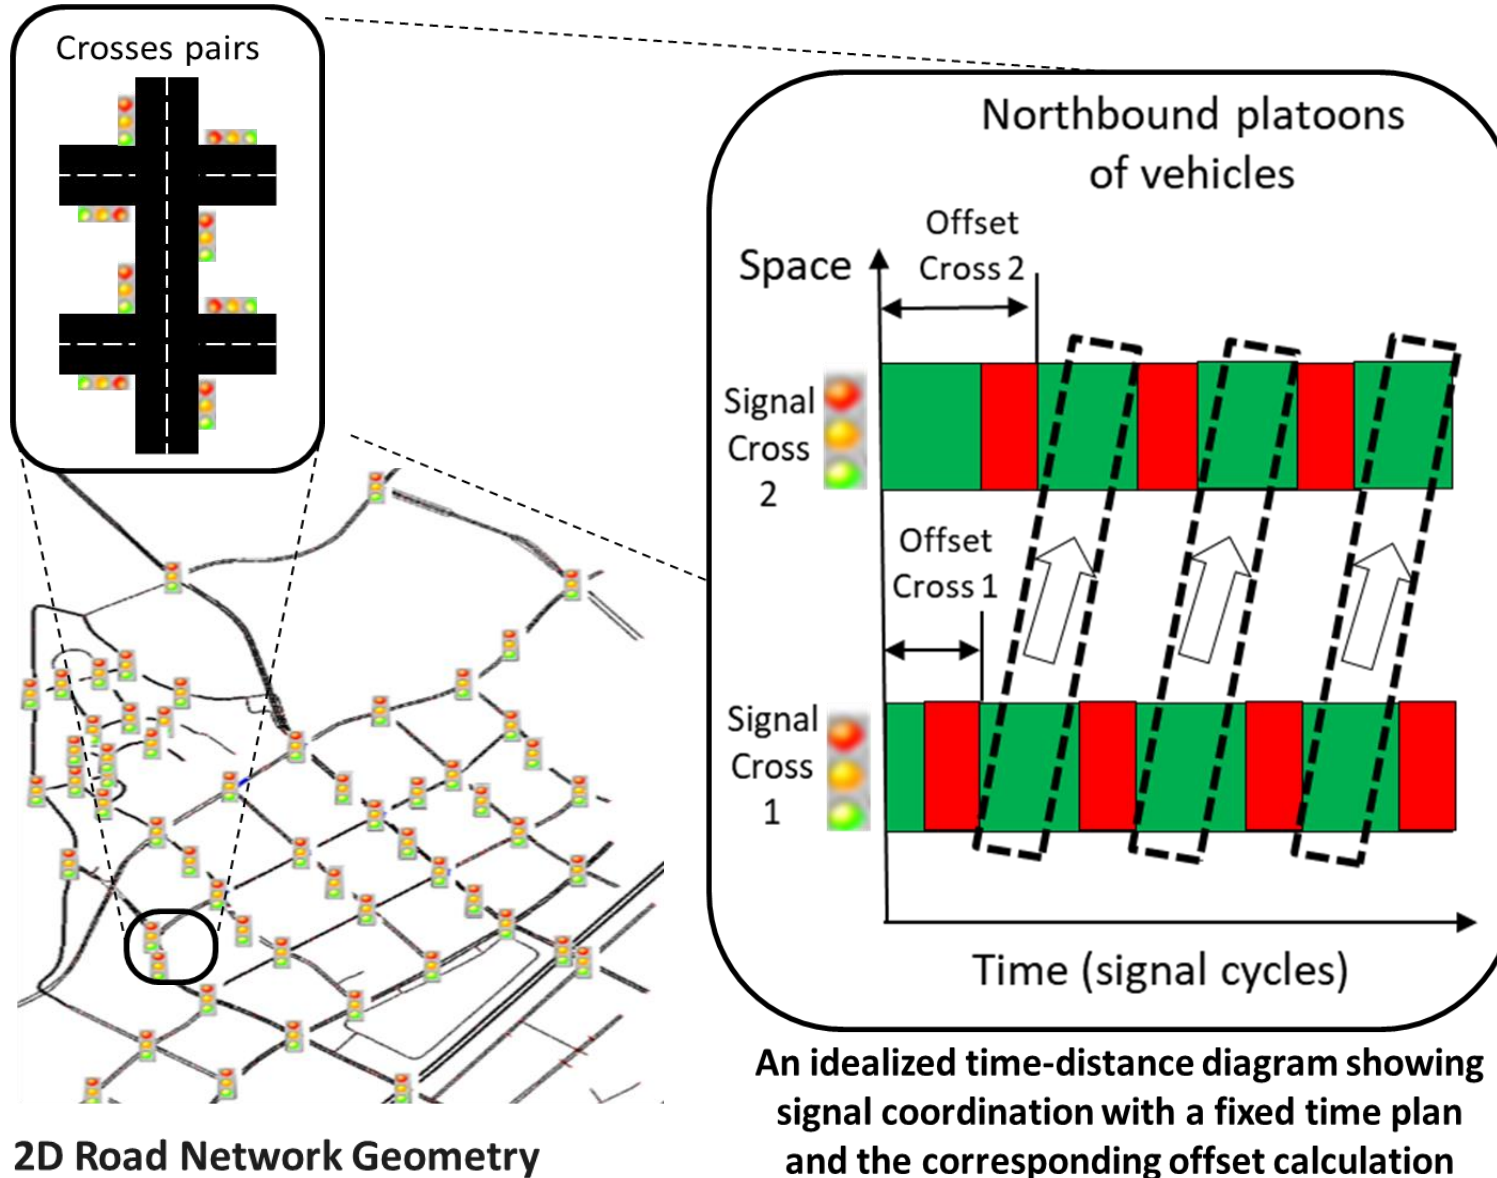 Crosses pairs
Northbound platoons
of vehicles
Offset
Cross 2
Space
Signal
Cross
2
Offset
Cross 1
Signal
Cross
1
Time (signal cycles)
An idealized time-distance diagram showing
signal coordination with a fixed time plan
and the corresponding offset calculation
2D Road Network Geometry